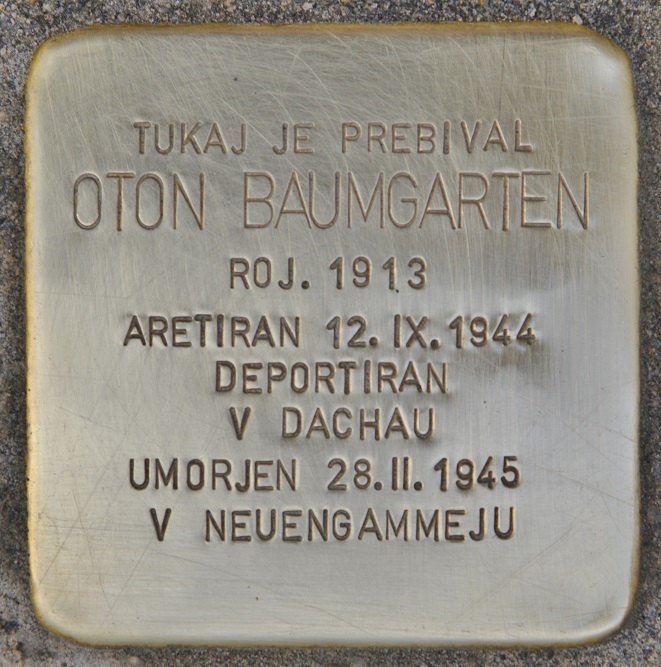 TUKAJ JE PREBIVAL
OTON BAUMGARTEN
ROJ. 1913
ARETIRAN 12.IX.1944
DEPORTIRAN
V DACHAU
UMORJEN 28.II.1945
V NEUENGAMMEJU